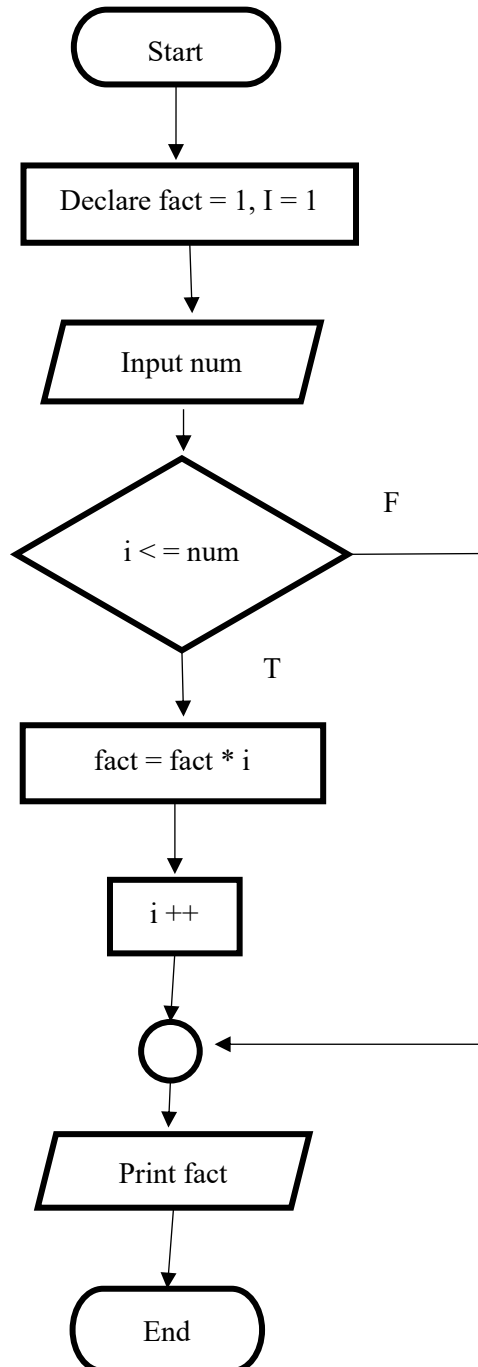 Start
Declare fact = 1, I = 1
Input num
i < = num
F
T
fact = fact * i
i ++
Print fact
End